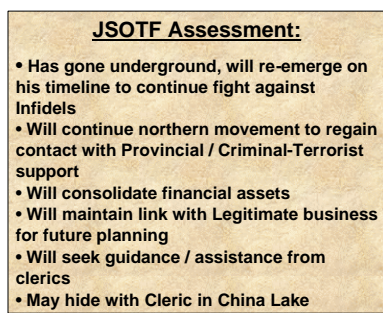 JSOTF Assessment:
• Has gone underground, will re-emerge on
his timeline to continue fight against
Infidels
• Will continue northern movement to regain
contact with Provincial / Criminal-Terrorist
support
• Will consolidate financial assets
• Will maintain link with Legitimate business
for future planning
• Will seek guidance / assistance from
clerics
• May hide with Cleric in China Lake